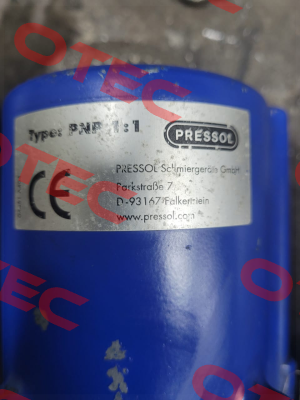 Type: PNP 1:1
PRESSOL
PRESSOL Schmiergeräte GmbH
Parkstraße 7
D-93167 Falkenstein
www.pressol.com
CE
OTEC
OTEC
OTEC
OTEC